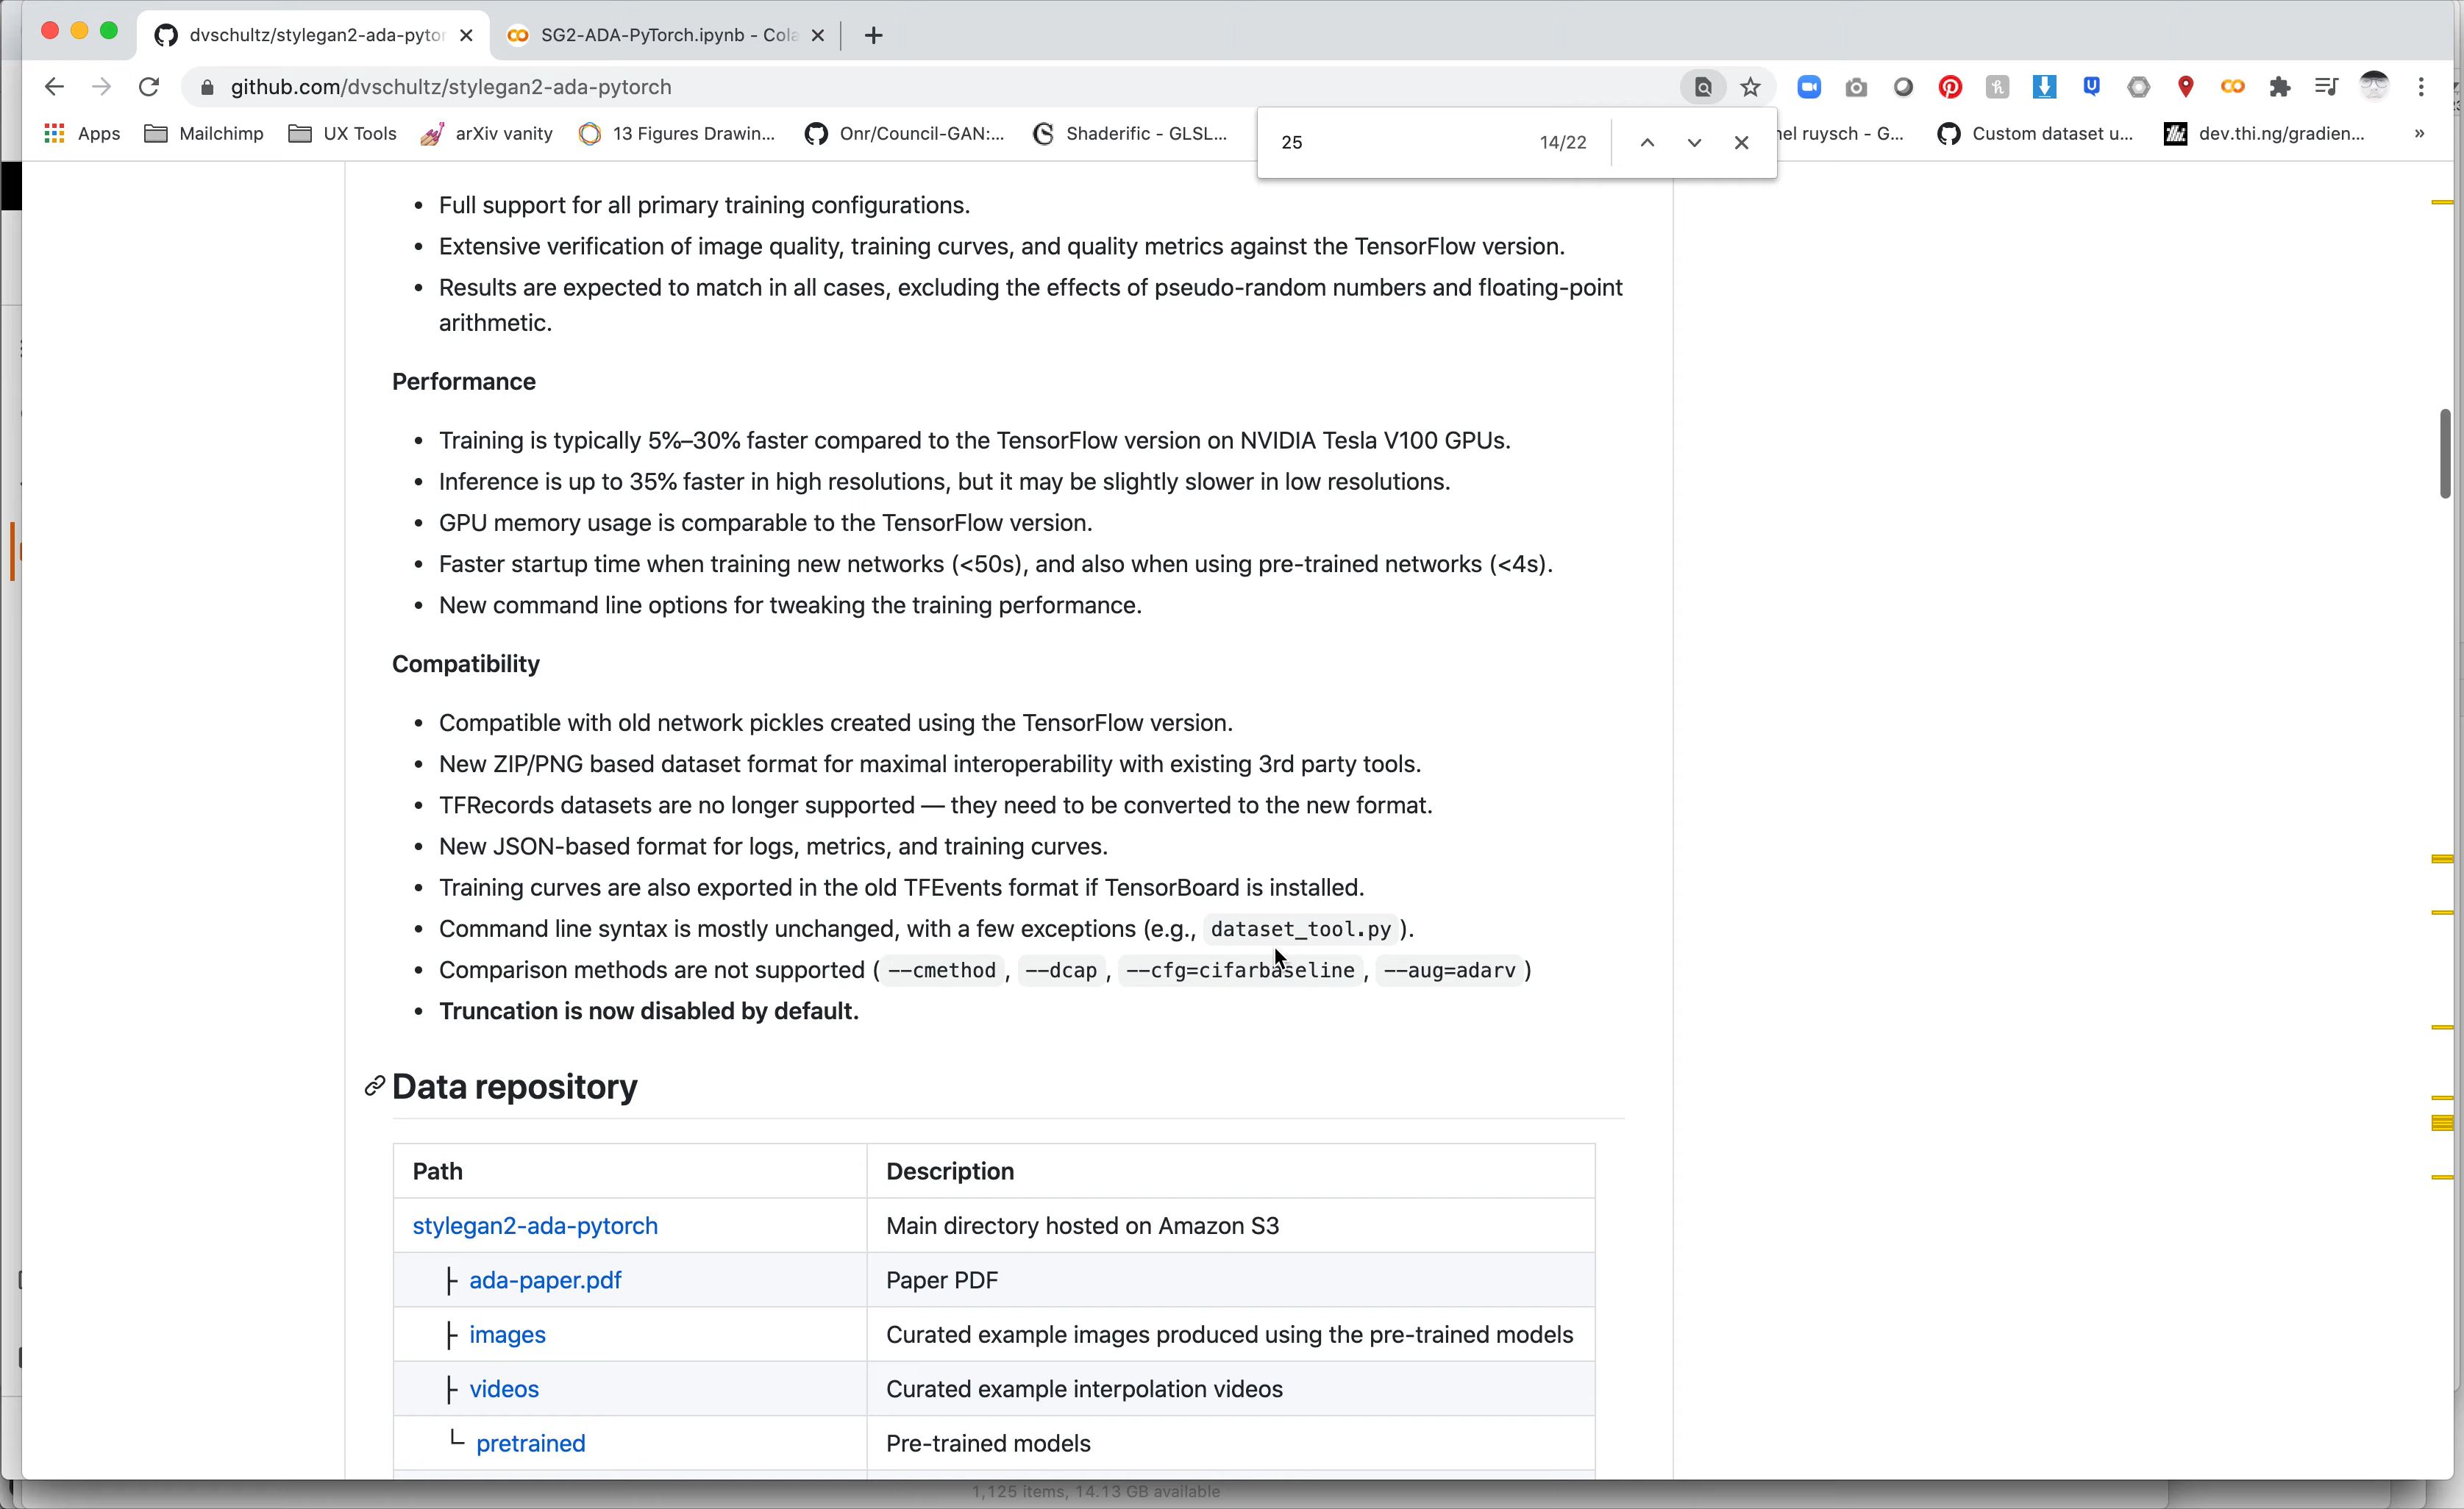 dvschultz/stylegan2-ada-pytor
SG2-ADA-PyTorch.ipynb - Cola
github.com/dvschultz/stylegan2-ada-pytorch
Apps
Mailchimp
UX Tools
arXiv vanity
13 Figures Drawin...
Onr/Council-GAN:...
Shaderific - GLSL...
25
14/22
nel ruysch - G...
Custom dataset u...
dev.thi.ng/gradien...
»
• Full support for all primary training configurations.
• Extensive verification of image quality, training curves, and quality metrics against the TensorFlow version.
• Results are expected to match in all cases, excluding the effects of pseudo-random numbers and floating-point
arithmetic.
Performance
• Training is typically 5%–30% faster compared to the TensorFlow version on NVIDIA Tesla V100 GPUs.
• Inference is up to 35% faster in high resolutions, but it may be slightly slower in low resolutions.
• GPU memory usage is comparable to the TensorFlow version.
• Faster startup time when training new networks (<50s), and also when using pre-trained networks (<4s).
• New command line options for tweaking the training performance.
Compatibility
• Compatible with old network pickles created using the TensorFlow version.
• New ZIP/PNG based dataset format for maximal interoperability with existing 3rd party tools.
• TFRecords datasets are no longer supported — they need to be converted to the new format.
• New JSON-based format for logs, metrics, and training curves.
• Training curves are also exported in the old TFEvents format if TensorBoard is installed.
• Command line syntax is mostly unchanged, with a few exceptions (e.g., dataset_tool.py ).
• Comparison methods are not supported ( --cmethod , --dcap , --cfg=cifarbaseline , --aug=adarv )
• Truncation is now disabled by default.
Data repository
Path Description
stylegan2-ada-pytorch Main directory hosted on Amazon S3
├ ada-paper.pdf Paper PDF
├ images Curated example images produced using the pre-trained models
├ videos Curated example interpolation videos
└ pretrained Pre-trained models
1,125 items, 14.13 GB available